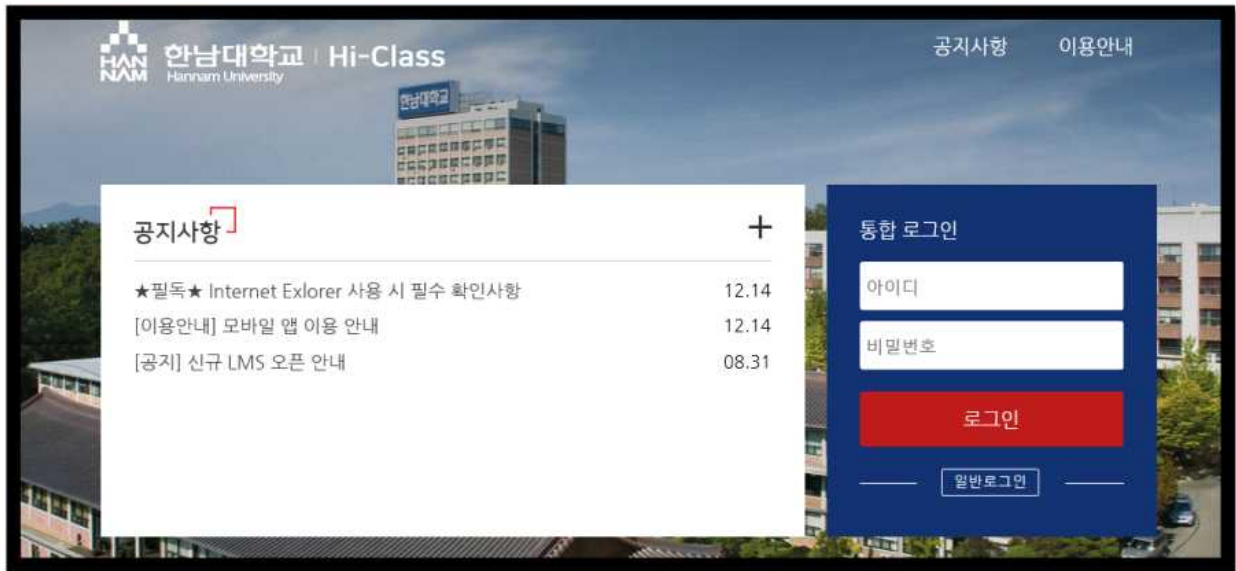 HAN
NAM
한남대학교 | Hi-Class
Hannam University
공지사항 이용안내
한남대학교
공지사항
+
★필독★ Internet Exlorer 사용 시 필수 확인사항 12.14
[이용안내] 모바일 앱 이용 안내 12.14
[공지] 신규 LMS 오픈 안내 08.31
통합 로그인
아이디
비밀번호
로그인
일반로그인